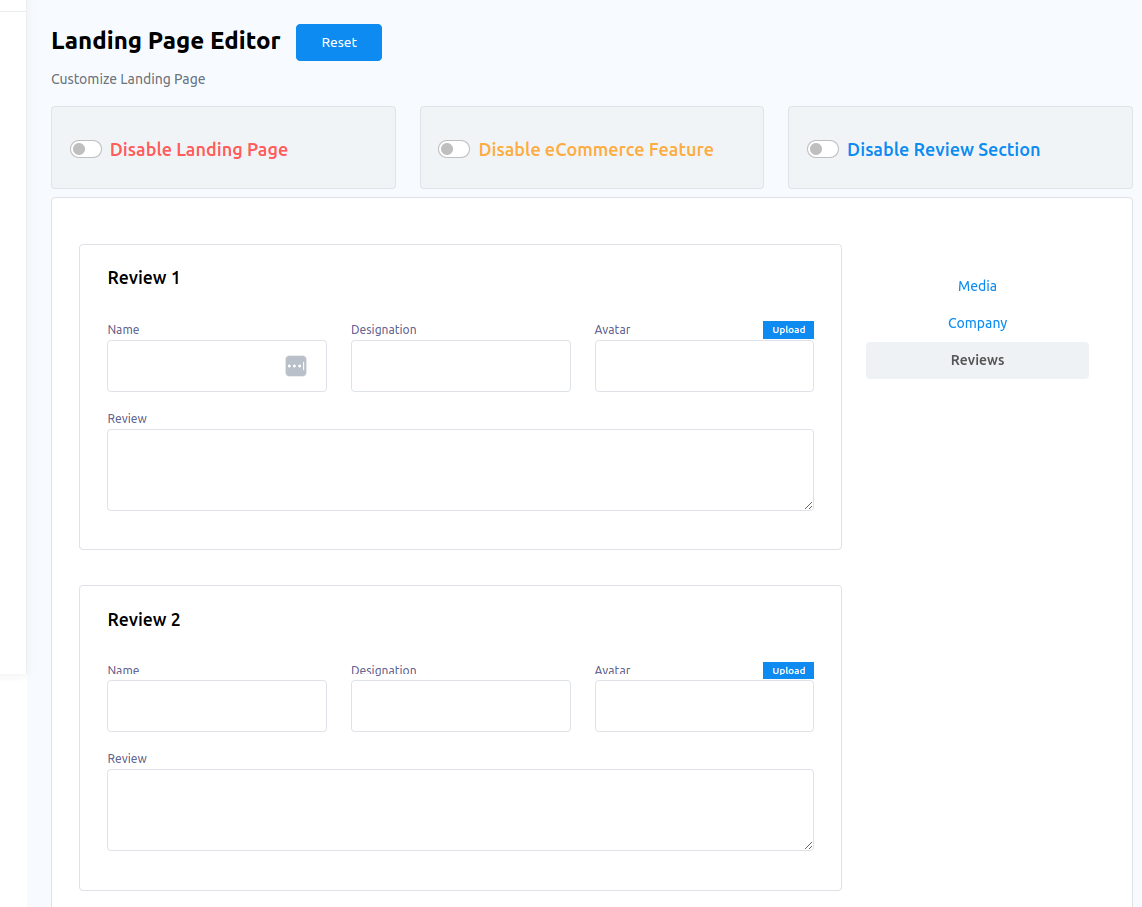 Landing Page Editor Reset
Customize Landing Page
Disable Landing Page Disable eCommerce Feature Disable Review Section
Review 1
Name Designation Avatar Upload
Review
Review 2
Name Designation Avatar Upload
Review
Media
Company
Reviews